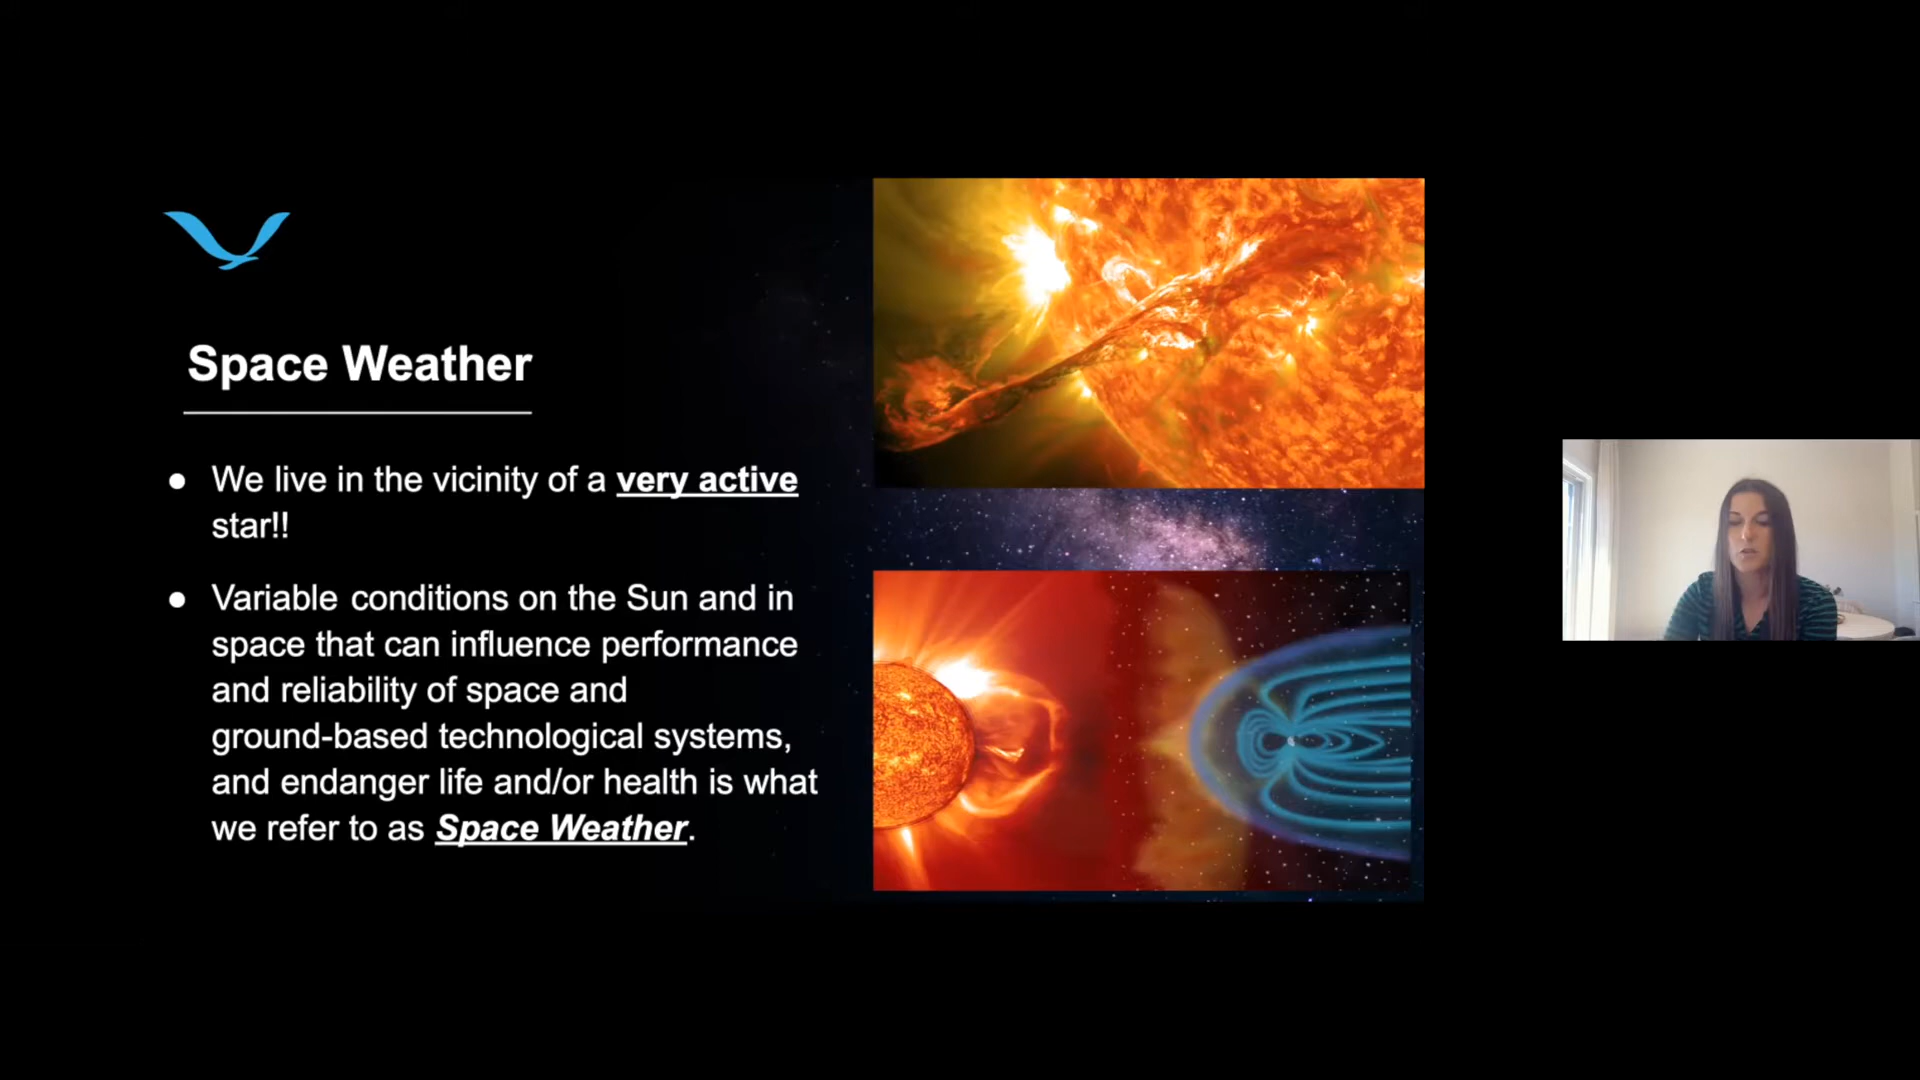 Space Weather
● We live in the vicinity of a very active
star!!
● Variable conditions on the Sun and in
space that can influence performance
and reliability of space and
ground-based technological systems,
and endanger life and/or health is what
we refer to as Space Weather.